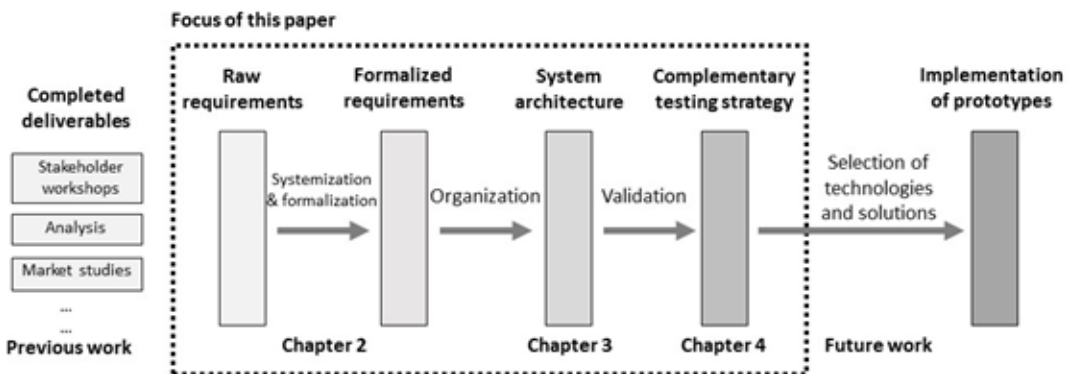 Focus of this paper
Completed
deliverables
Stakeholder
workshops
Analysis
Market studies
...
...
Previous work
Raw
requirements
Systemization
& formalization
Formalized
requirements
Chapter 2
Organization
System
architecture
Chapter 3
Validation
Complementary
testing strategy
Chapter 4
Selection of
technologies
and solutions
Future work
Implementation
of prototypes